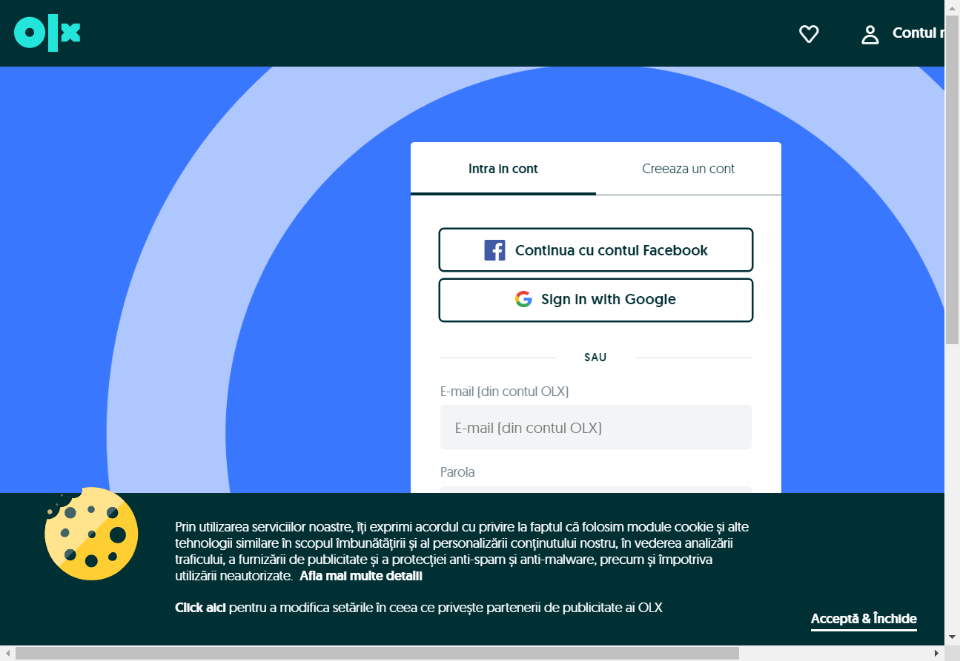 olx
Contul
Intra in cont
Creeaza un cont
Continua cu contul Facebook
Sign in with Google
SAU
E-mail (din contul OLX)
E-mail (din contul OLX)
Parola
Prin utilizarea serviciilor noastre, îți exprimi acordul cu privire la faptul că folosim module cookie și alte
tehnologii similare în scopul îmbunătățirii și al personalizării conținutului nostru, în vederea analizării
traficului, a furnizării de publicitate și a protecției anti-spam și anti-malware, precum și împotriva
utilizării neautorizate. Afla mai multe detalii
Click aici pentru a modifica setările în ceea ce privește partenerii de publicitate ai OLX
Acceptă & Închide